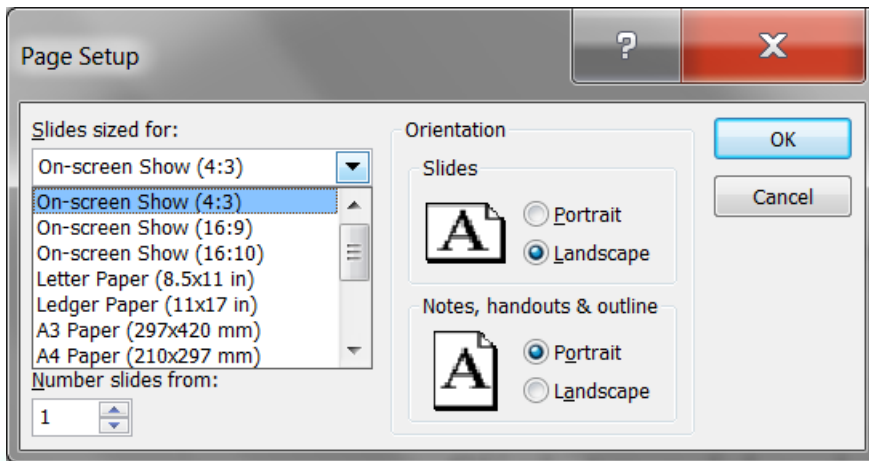 Page Setup
?
X
Slides sized for:
On-screen Show (4:3)
On-screen Show (4:3)
On-screen Show (16:9)
On-screen Show (16:10)
Letter Paper (8.5x11 in)
Ledger Paper (11x17 in)
A3 Paper (297x420 mm)
A4 Paper (210x297 mm)
Number slides from:
1
Orientation
Slides
A
Portrait
Landscape
Notes, handouts & outline
A
Portrait
Landscape
OK
Cancel